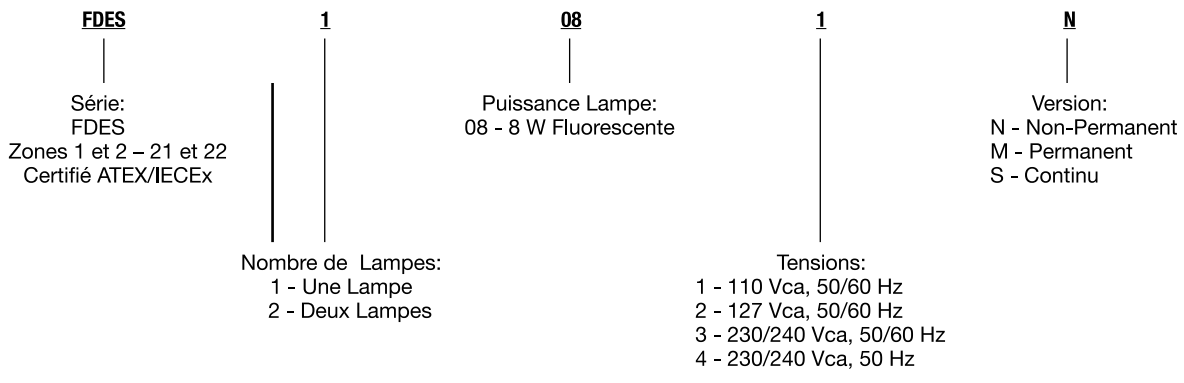 FDES 1 08 1 N
Série:
FDES
Zones 1 et 2 – 21 et 22
Certifié ATEX/IECEx
Puissance Lampe:
08 - 8 W Fluorescente
Version:
N - Non-Permanent
M - Permanent
S - Continu
Nombre de Lampes:
1 - Une Lampe
2 - Deux Lampes
Tensions:
1 - 110 Vca, 50/60 Hz
2 - 127 Vca, 50/60 Hz
3 - 230/240 Vca, 50/60 Hz
4 - 230/240 Vca, 50 Hz